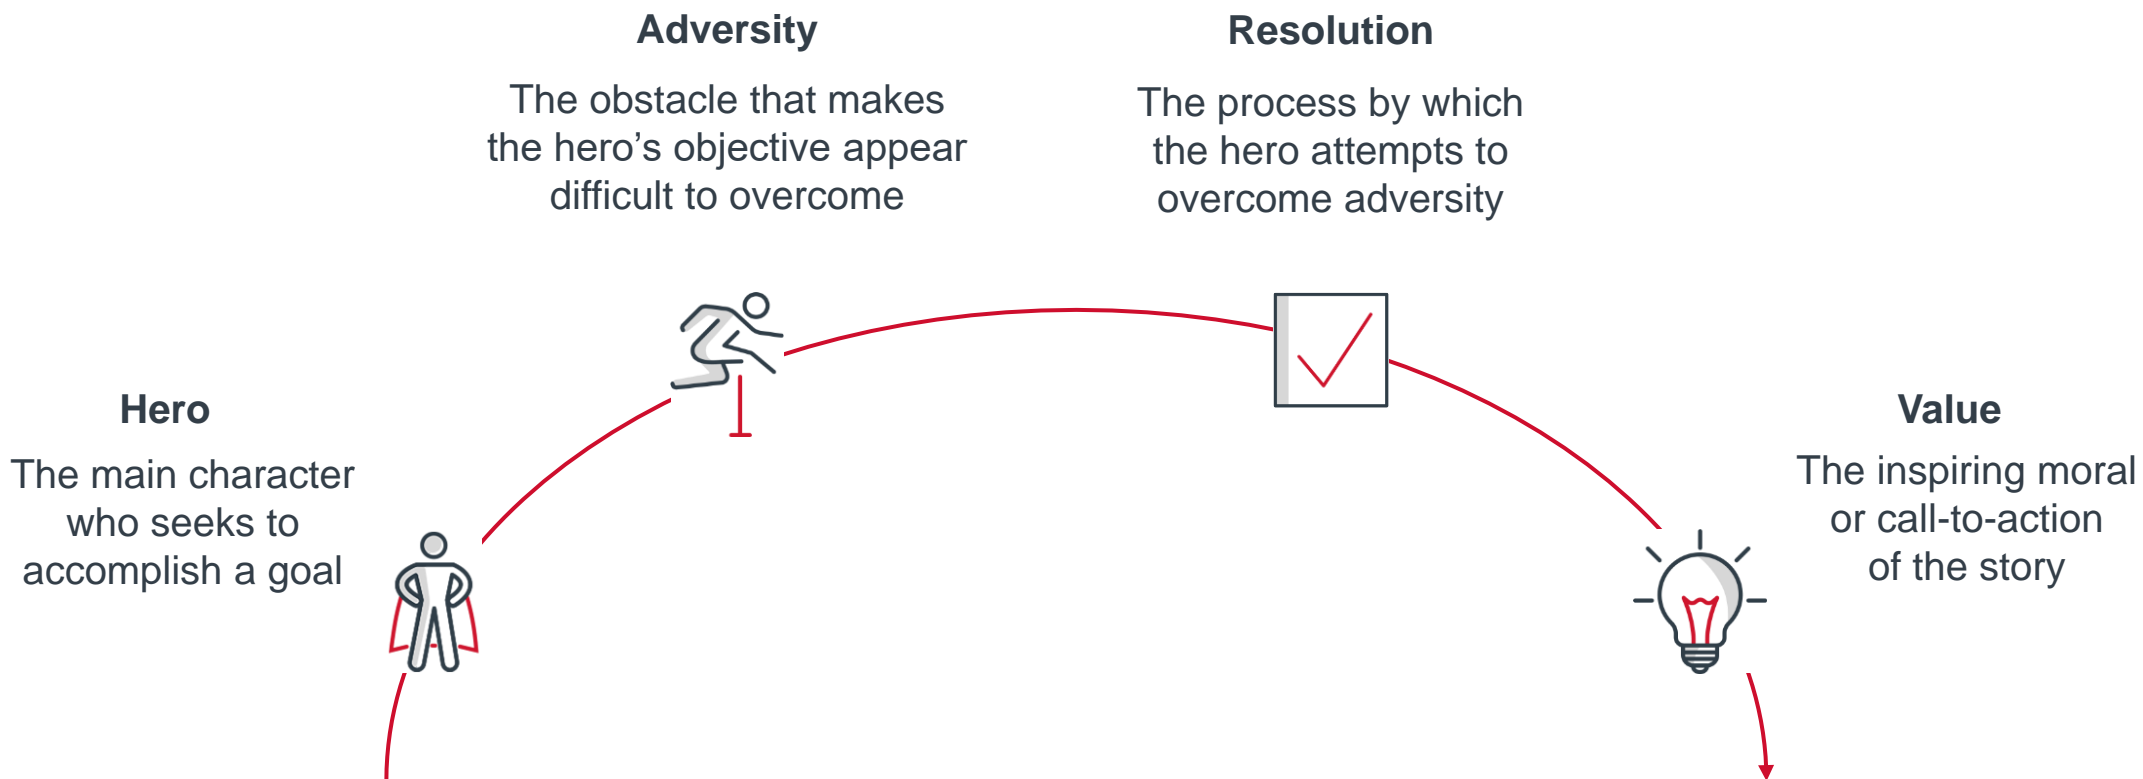 Hero
The main character
who seeks to
accomplish a goal
Adversity
The obstacle that makes
the hero’s objective appear
difficult to overcome
Resolution
The process by which
the hero attempts to
overcome adversity
Value
The inspiring moral
or call-to-action
of the story